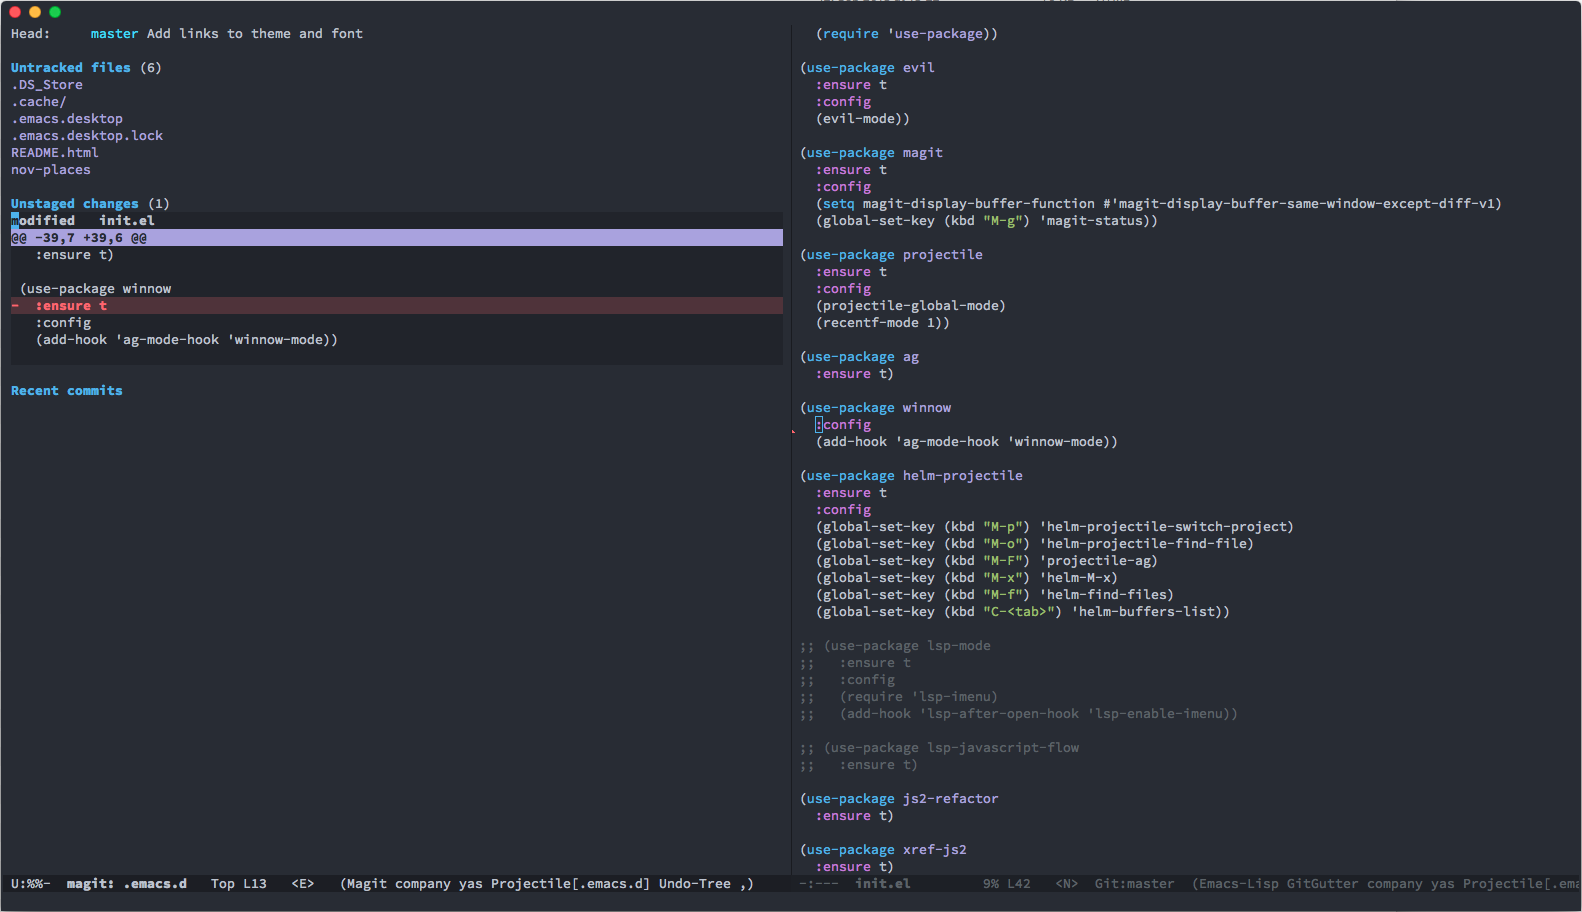 Head:     master Add links to theme and font

Untracked files (6)
.DS_Store
.cache/
.emacs.desktop
.emacs.desktop.lock
README.html
nov-places

Unstaged changes (1)
modified   init.el
@@ -39,7 +39,6 @@
   :ensure t)

 (use-package winnow
-  :ensure t
   :config
   (add-hook 'ag-mode-hook 'winnow-mode))

Recent commits
U:%%-  magit: .emacs.d   Top L13   <E>   (Magit company yas Projectile[.emacs.d] Undo-Tree ,)
  (require 'use-package))

(use-package evil
  :ensure t
  :config
  (evil-mode))

(use-package magit
  :ensure t
  :config
  (setq magit-display-buffer-function #'magit-display-buffer-same-window-except-diff-v1)
  (global-set-key (kbd "M-g") 'magit-status))

(use-package projectile
  :ensure t
  :config
  (projectile-global-mode)
  (recentf-mode 1))

(use-package ag
  :ensure t)

(use-package winnow
  :config
  (add-hook 'ag-mode-hook 'winnow-mode))

(use-package helm-projectile
  :ensure t
  :config
  (global-set-key (kbd "M-p") 'helm-projectile-switch-project)
  (global-set-key (kbd "M-o") 'helm-projectile-find-file)
  (global-set-key (kbd "M-F") 'projectile-ag)
  (global-set-key (kbd "M-x") 'helm-M-x)
  (global-set-key (kbd "M-f") 'helm-find-files)
  (global-set-key (kbd "C-<tab>") 'helm-buffers-list))

;; (use-package lsp-mode
;;   :ensure t
;;   :config
;;   (require 'lsp-imenu)
;;   (add-hook 'lsp-after-open-hook 'lsp-enable-imenu))

;; (use-package lsp-javascript-flow
;;   :ensure t)

(use-package js2-refactor
  :ensure t)

(use-package xref-js2
  :ensure t)
-:---  init.el         9% L42   <N>  Git:master  (Emacs-Lisp GitGutter company yas Projectile[.ema